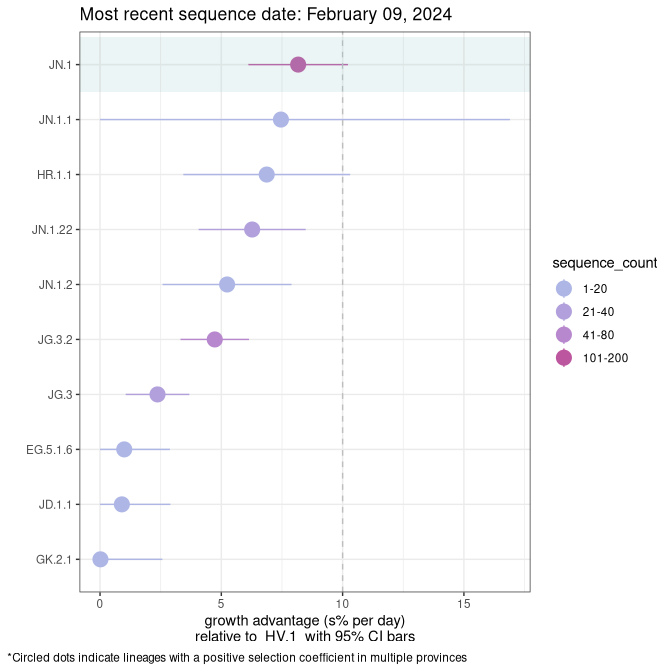 Most recent sequence date: February 09, 2024
JN.1
JN.1.1
HR.1.1
JN.1.22
JN.1.2
JG.3.2
JG.3
EG.5.1.6
JD.1.1
GK.2.1
0 5 10 15
growth advantage (s% per day)
relative to HV.1 with 95% CI bars
sequence_count
1-20
21-40
41-80
101-200
*Circled dots indicate lineages with a positive selection coefficient in multiple provinces